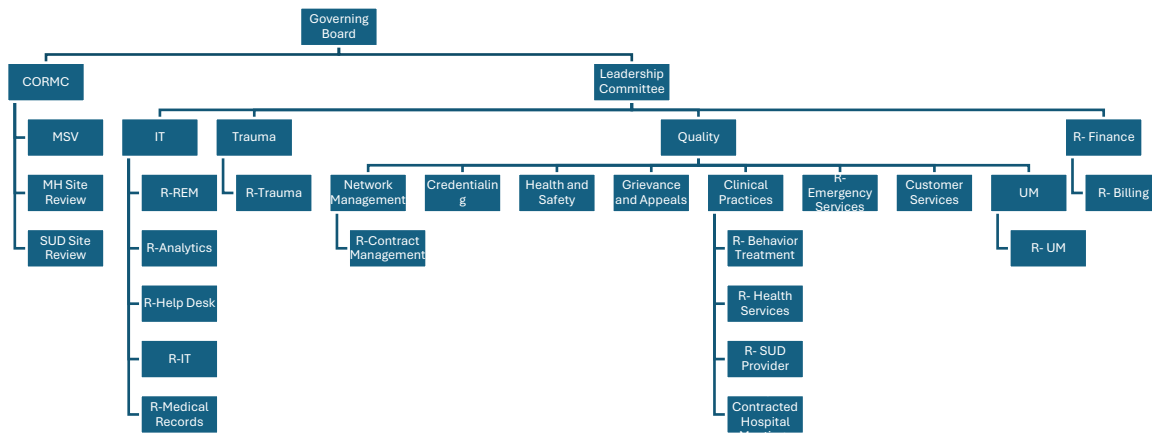 Governing
Board
CORMC
Leadership
Committee
MSV
IT
Trauma
Quality
R- Finance
MH Site
Review
R-REM
R-Trauma
Network
Management
Credentialin
g
Health and
Safety
Grievance
and Appeals
Clinical
Practices
R-
Emergency
Services
Customer
Services
UM
R- Billing
SUD Site
Review
R-Analytics
R-Contract
Management
R- Behavior
Treatment
R- UM
R-Help Desk
R- Health
Services
R-IT
R- SUD
Provider
R-Medical
Records
Contracted
Hospital